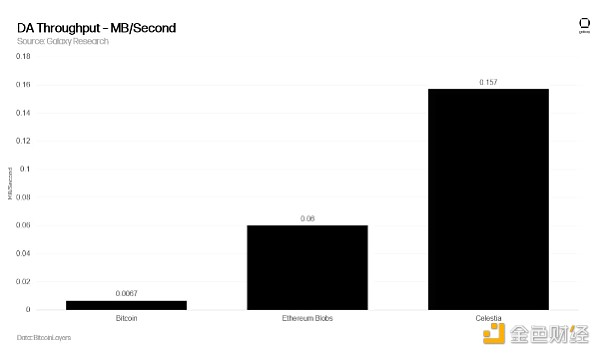 DA Throughput - MB/Second
Source: Galaxy Research
galaxy
0.18
0.16
0.14
0.12
0.1
0.08
0.06
0.04
0.02
0
MB/Second
0.0067
0.06
0.157
Bitcoin
Ethereum Blobs
Celestia
Data: BitcoinLayers
金色财经